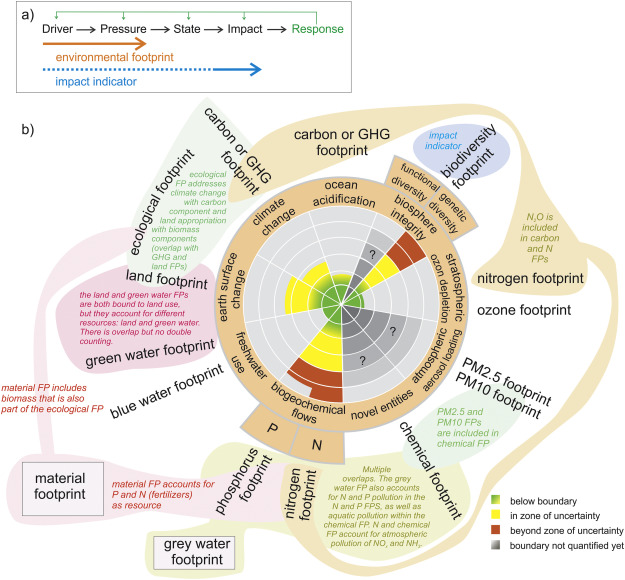 a)
Driver → Pressure → State → Impact → Response
environmental footprint
impact indicator
b)
carbon or GHG
footprint
carbon or GHG
footprint
impact
indicator
biodiversity
footprint
ecological footprint
ecological
FP addresses
climate change
with carbon
component and
land appropriation
with biomass
components
(overlap with
GHG and
land FPs)
N₂O is
included
in carbon
and N
FPs
nitrogen footprint
ozone footprint
land footprint
the land and green water FPs
are both bound to land use,
but they account for different
resources: land and green water.
There is overlap but no double
counting.
green water footprint
blue water footprint
material FP includes
biomass that is also
part of the ecological FP
climate
change
ocean
acidification
functional
diversity
genetic
diversity
biosphere
integrity
stratospheric
ozon depletion
atmospheric
aerosol loading
novel entities
biogeochemical
flows
P
N
freshwater
use
earth surface
change
?
?
?
PM2.5 footprint
PM10 footprint
PM2.5 and
PM10 FPs
are included in
chemical FP
chemical footprint
material
footprint
material FP accounts for
P and N (fertilizers)
as resource
phosphorus
footprint
nitrogen
footprint
grey water
footprint
Multiple
overlaps. The grey
water FP also accounts
for N and P pollution in the
N and P FPS, as well as
aquatic pollution within the
chemical FP. N and chemical
FP account for atmospheric
pollution of NOₓ and NH₃.
below boundary
in zone of uncertainty
beyond zone of uncertainty
boundary not quantified yet